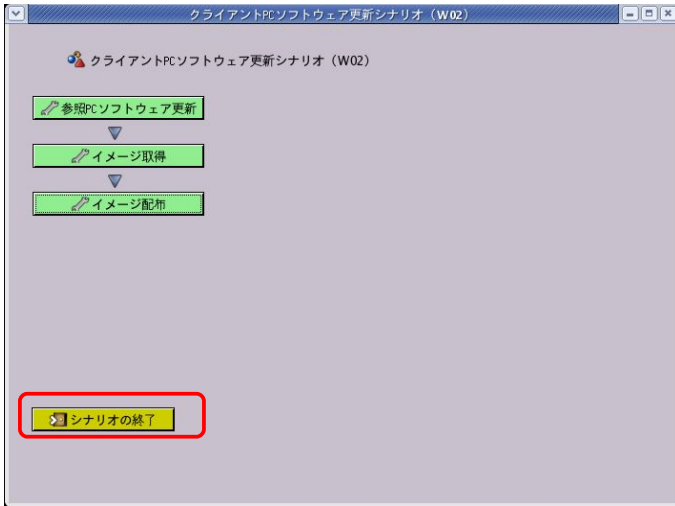 クライアントPCソフトウェア更新シナリオ（W02）
クライアントPCソフトウェア更新シナリオ（W02）
参照PCソフトウェア更新
イメージ取得
イメージ配布
シナリオの終了